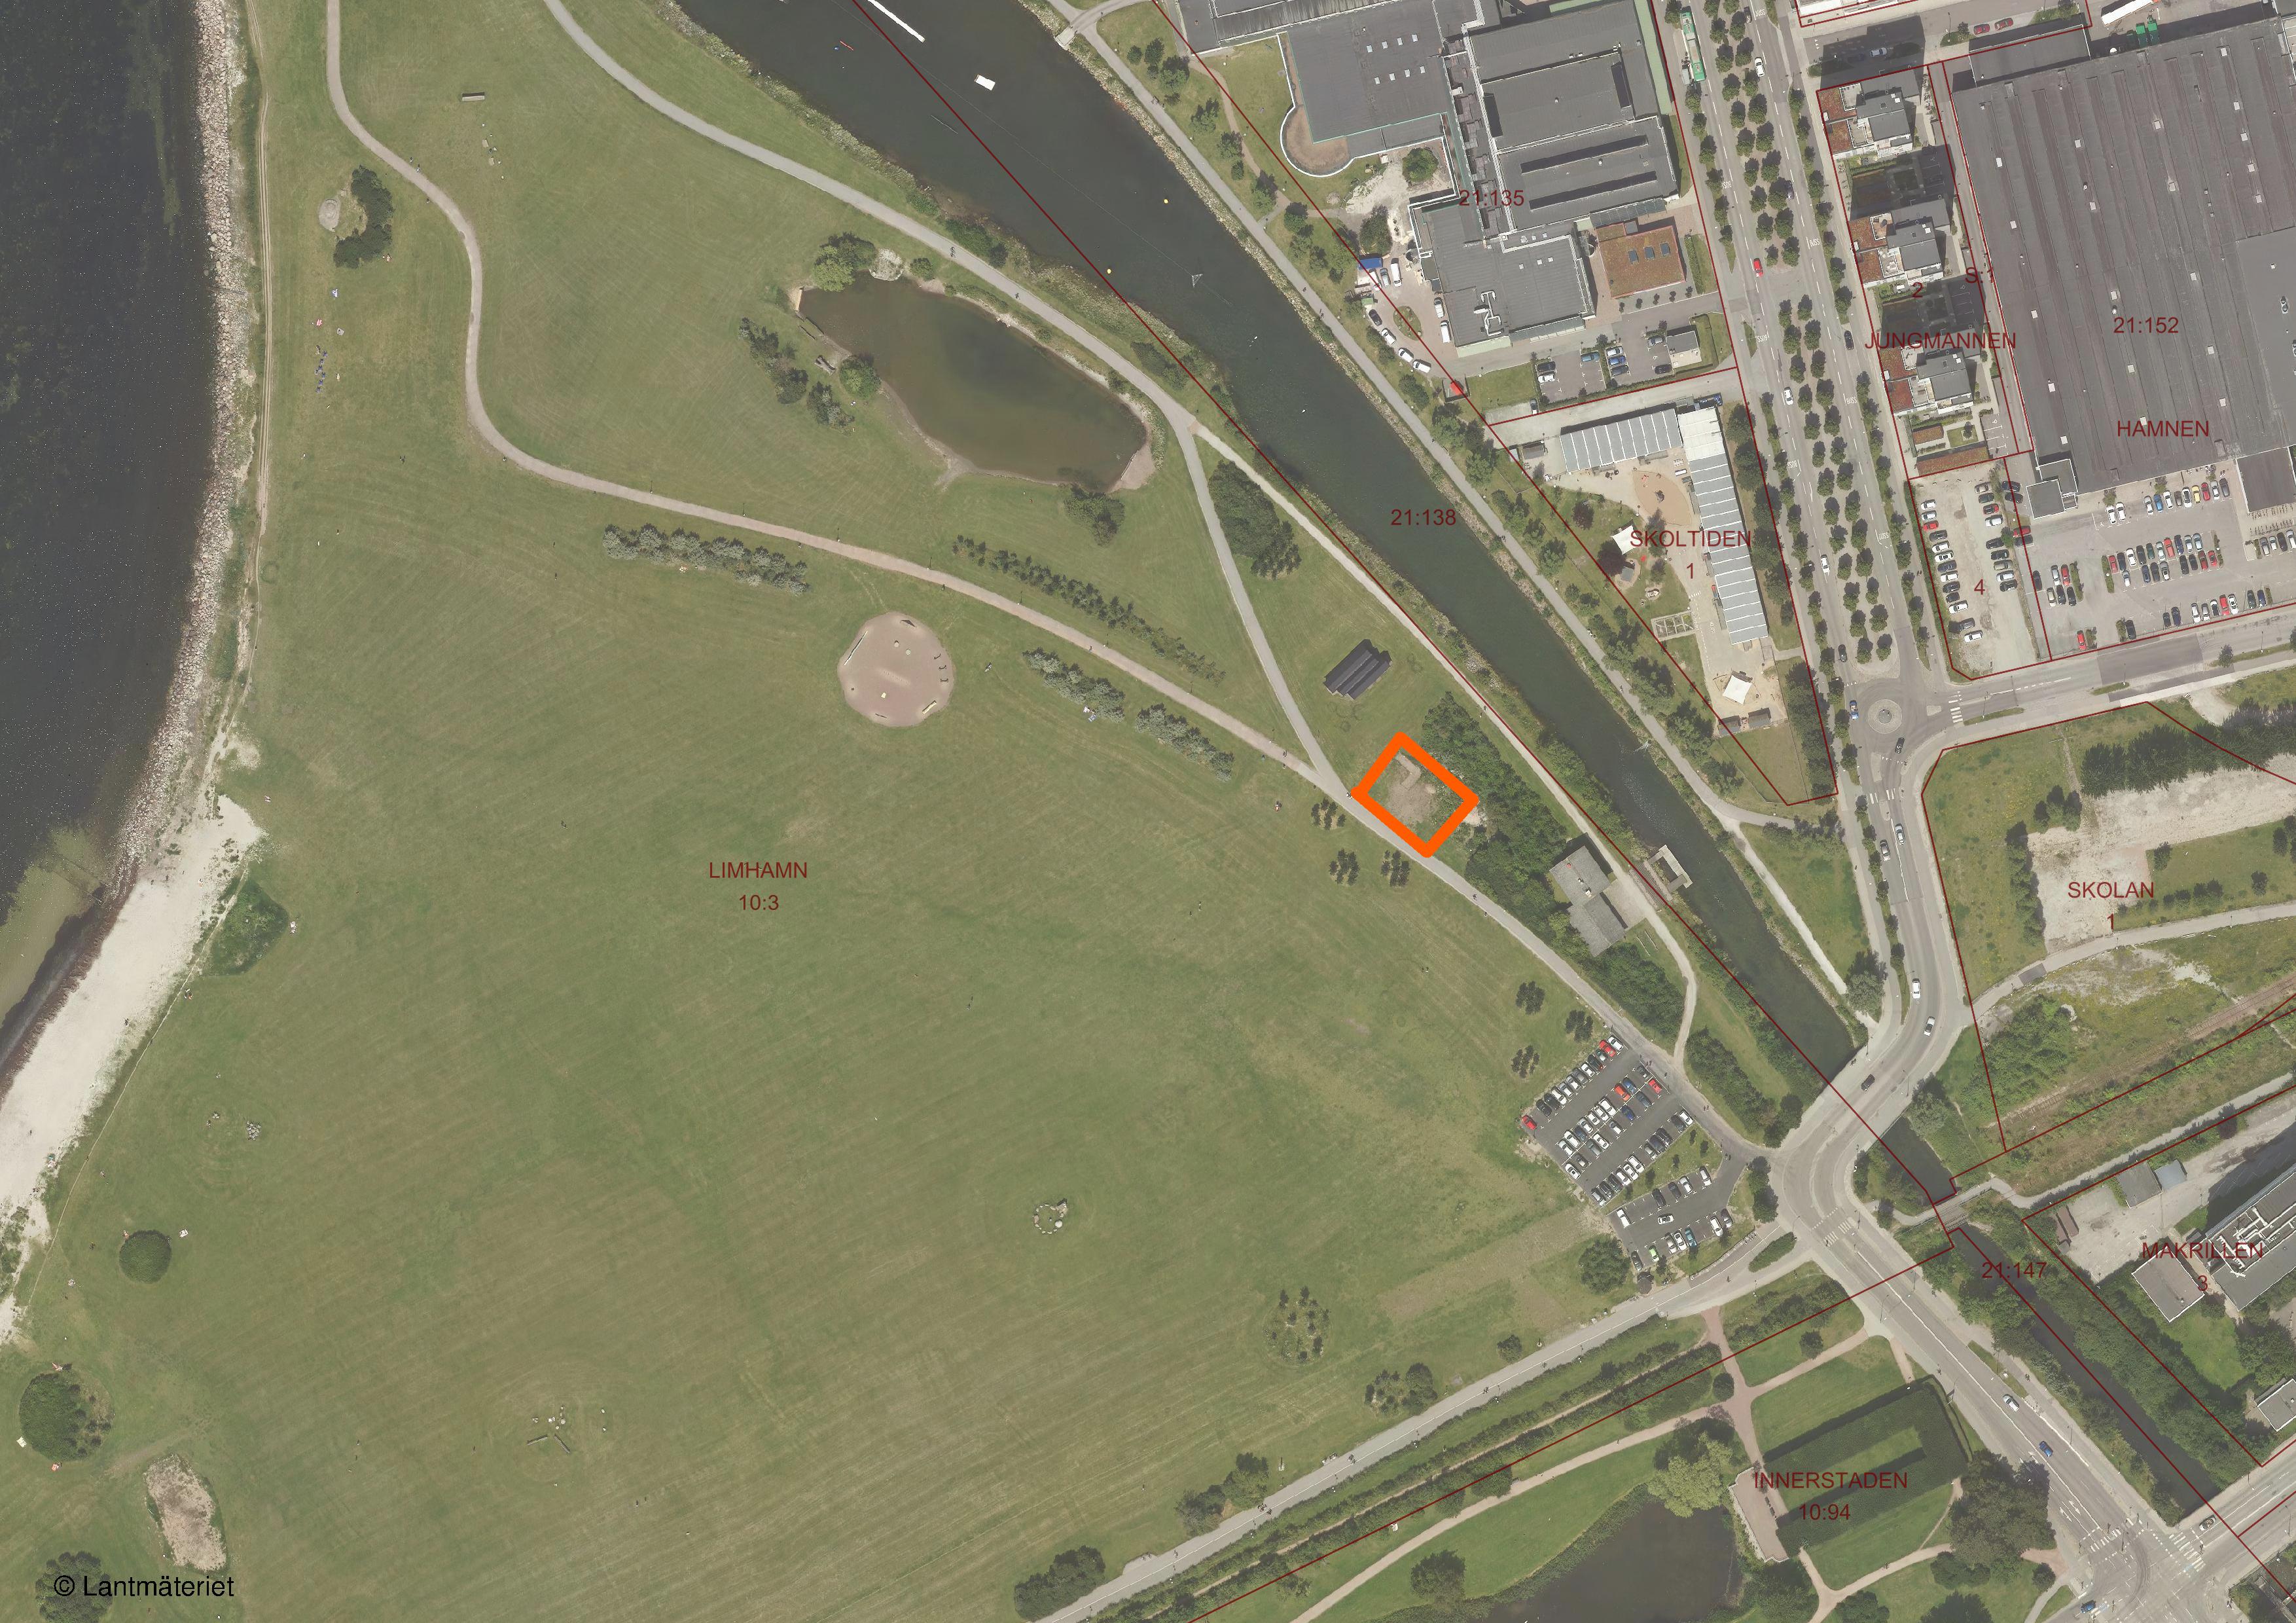 21:135
S:1
2
JUNGMANNEN
21:152
HAMNEN
21:138
SKOLTIDEN
1
4
LIMHAMN
10:3
SKOLAN
1
MAKRILLEN
3
21:147
INNERSTADEN
10:94
© Lantmäteriet